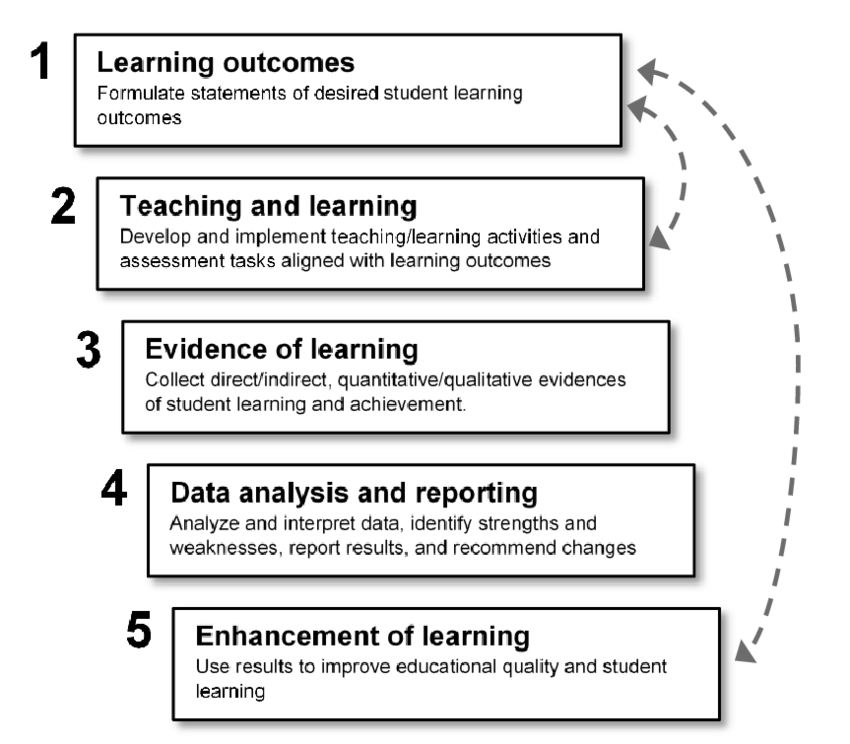 1
Learning outcomes
Formulate statements of desired student learning
outcomes
2
Teaching and learning
Develop and implement teaching/learning activities and
assessment tasks aligned with learning outcomes
3
Evidence of learning
Collect direct/indirect, quantitative/qualitative evidences
of student learning and achievement.
4
Data analysis and reporting
Analyze and interpret data, identify strengths and
weaknesses, report results, and recommend changes
5
Enhancement of learning
Use results to improve educational quality and student
learning